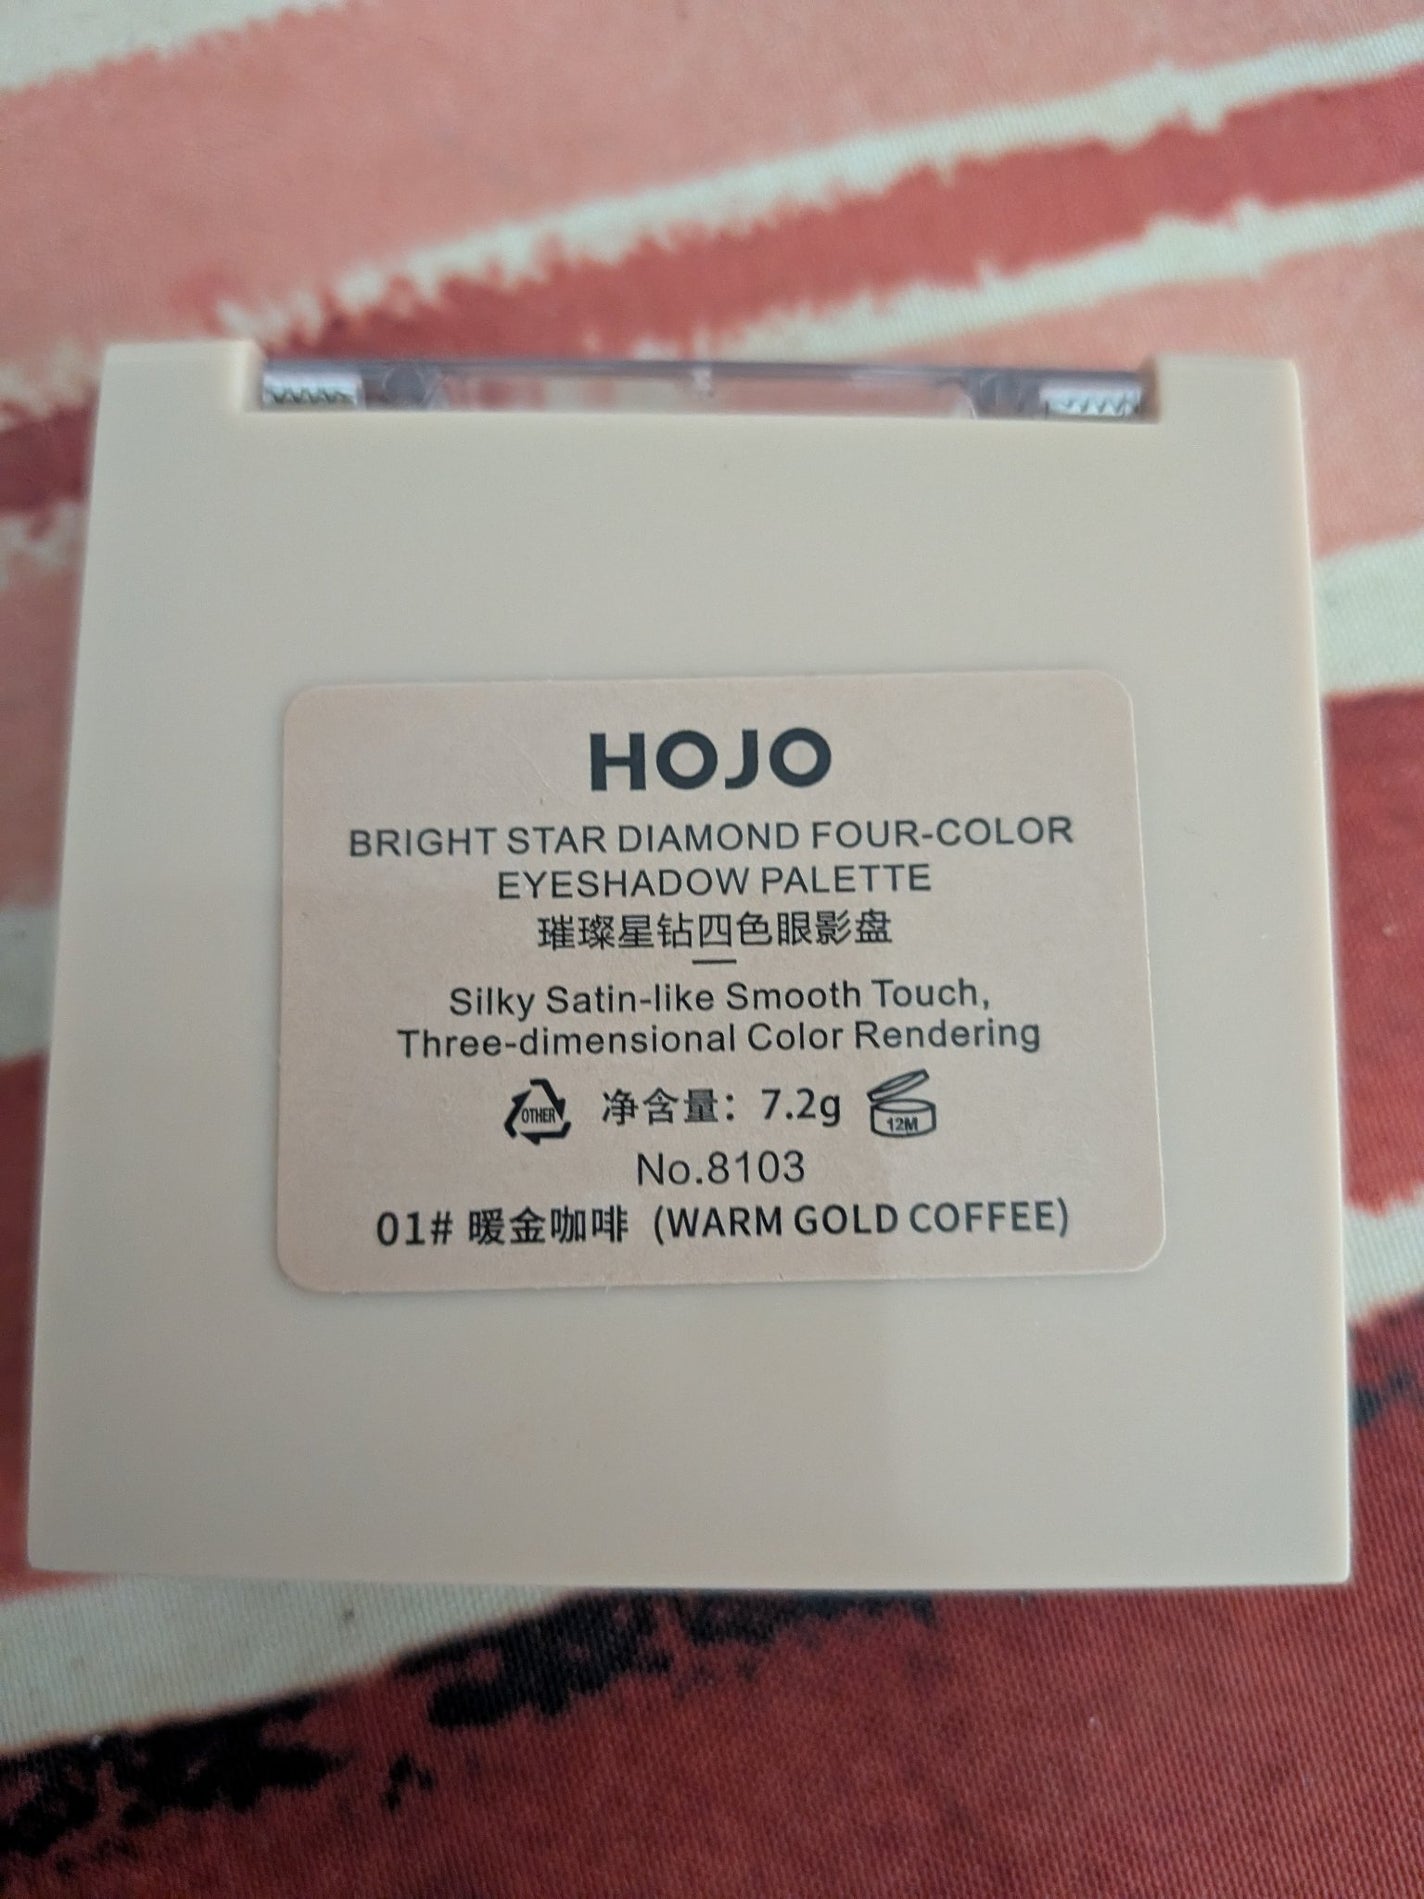 HOJO
BRIGHT STAR DIAMOND FOUR-COLOR
EYESHADOW PALETTE
璀璨星钻四色眼影盘
Silky Satin-like Smooth Touch,
Three-dimensional Color Rendering
OTHER 净含量：7.2g 12M
No.8103
01# 暖金咖啡 (WARM GOLD COFFEE)